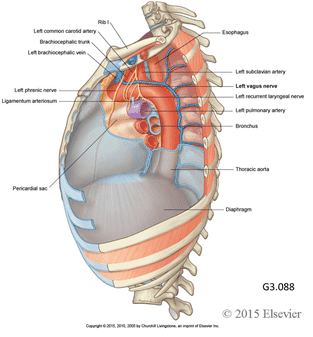 Rib I
Left common carotid artery
Brachiocephalic trunk
Left brachiocephalic vein
Left phrenic nerve
Ligamentum arteriosum
Pericardial sac
Esophagus
Left subclavian artery
Left vagus nerve
Left recurrent laryngeal nerve
Left pulmonary artery
Bronchus
Thoracic aorta
Diaphragm
G3.088
© 2015 Elsevier
Copyright © 2015, 2010, 2005 by Churchill Livingstone, an imprint of Elsevier Inc.